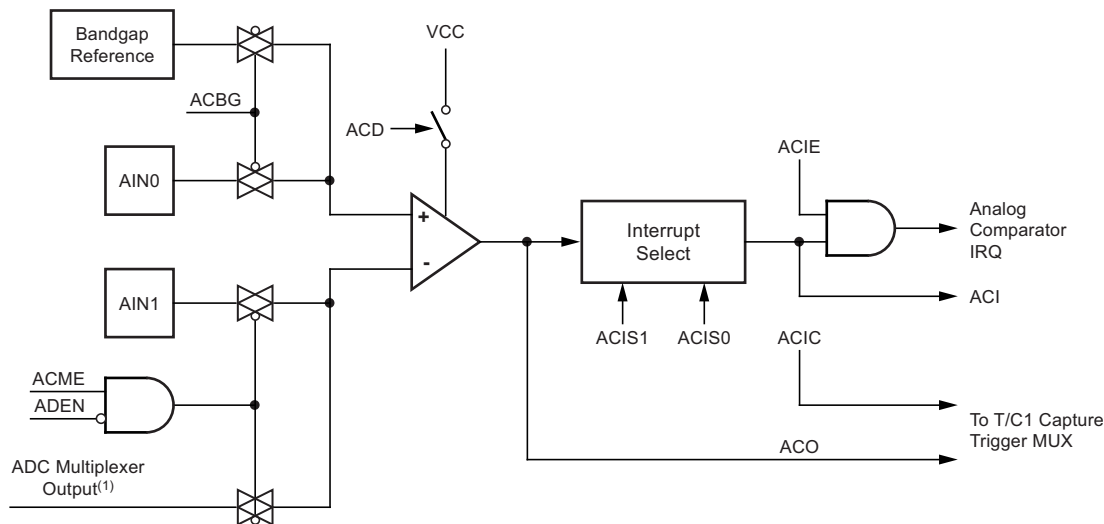 Bandgap
Reference
VCC
ACBG
ACD
AIN0
ACIE
+
Interrupt
Select
Analog
Comparator
IRQ
-
AIN1
ACI
ACIS1
ACIS0
ACIC
ACME
ADEN
To T/C1 Capture
Trigger MUX
ACO
ADC Multiplexer
Output(1)